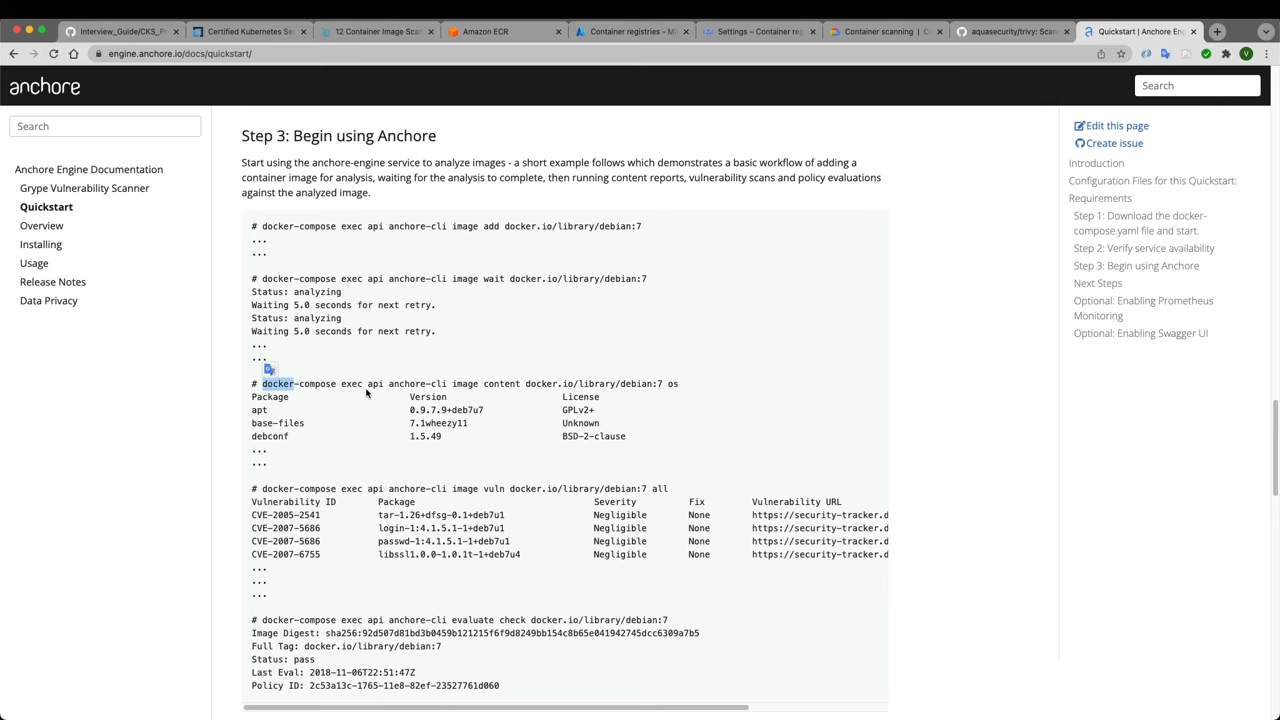 Interview_Guide/CKS_P
Certified Kubernetes Se
12 Container Image Sca
Amazon ECR
Container registries - Mi
Settings – Container reg
Container scanning | C
aquasecurity/trivy: Scan
Quickstart | Anchore En
engine.anchore.io/docs/quickstart/
V
anchore
Search
Search
Anchore Engine Documentation
Grype Vulnerability Scanner
Quickstart
Overview
Installing
Usage
Release Notes
Data Privacy
Step 3: Begin using Anchore
Start using the anchore-engine service to analyze images - a short example follows which demonstrates a basic workflow of adding a
container image for analysis, waiting for the analysis to complete, then running content reports, vulnerability scans and policy evaluations
against the analyzed image.
# docker-compose exec api anchore-cli image add docker.io/library/debian:7
...
...
# docker-compose exec api anchore-cli image wait docker.io/library/debian:7
Status: analyzing
Waiting 5.0 seconds for next retry.
Status: analyzing
Waiting 5.0 seconds for next retry.
...
...
# docker-compose exec api anchore-cli image content docker.io/library/debian:7 os
Package Version License
apt 0.9.7.9+deb7u7 GPLv2+
base-files 7.1wheezy11 Unknown
debconf 1.5.49 BSD-2-clause
...
...
# docker-compose exec api anchore-cli image vuln docker.io/library/debian:7 all
Vulnerability ID Package Severity Fix Vulnerability URL
CVE-2005-2541 tar-1.26+dfsg-0.1+deb7u1 Negligible None https://security-tracker.d
CVE-2007-5686 login-1:4.1.5.1-1+deb7u1 Negligible None https://security-tracker.d
CVE-2007-5686 passwd-1:4.1.5.1-1+deb7u1 Negligible None https://security-tracker.d
CVE-2007-6755 libssl1.0.0-1.0.1t-1+deb7u4 Negligible None https://security-tracker.d
...
...
...
# docker-compose exec api anchore-cli evaluate check docker.io/library/debian:7
Image Digest: sha256:92d507d81bd3b0459b121215f6f9d8249bb154c8b65e041942745dcc6309a7b5
Full Tag: docker.io/library/debian:7
Status: pass
Last Eval: 2018-11-06T22:51:47Z
Policy ID: 2c53a13c-1765-11e8-82ef-23527761d060
Edit this page
Create issue
Introduction
Configuration Files for this Quickstart:
Requirements
Step 1: Download the docker-
compose.yaml file and start.
Step 2: Verify service availability
Step 3: Begin using Anchore
Next Steps
Optional: Enabling Prometheus
Monitoring
Optional: Enabling Swagger UI